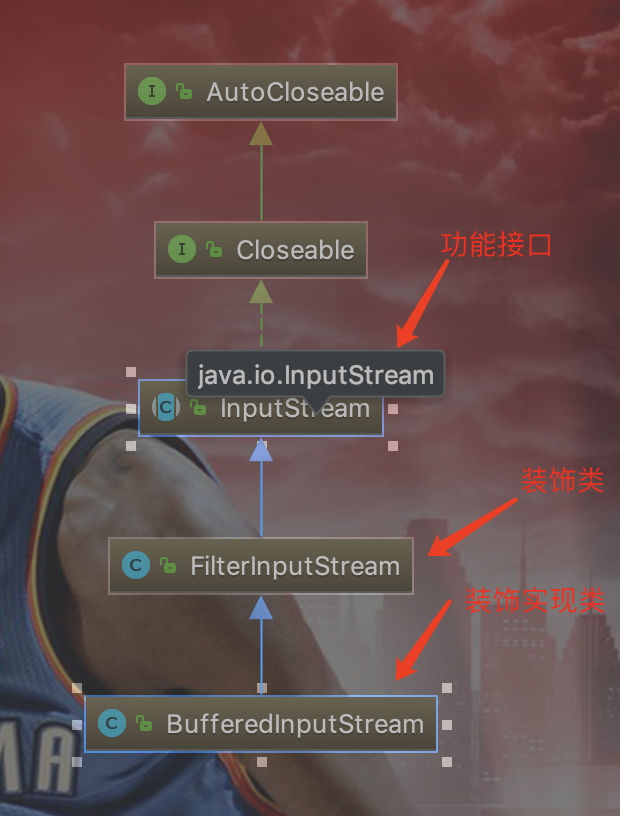 AutoCloseable
Closeable
功能接口
java.io.InputStream
InputStream
装饰类
FilterInputStream
装饰实现类
BufferedInputStream
MA